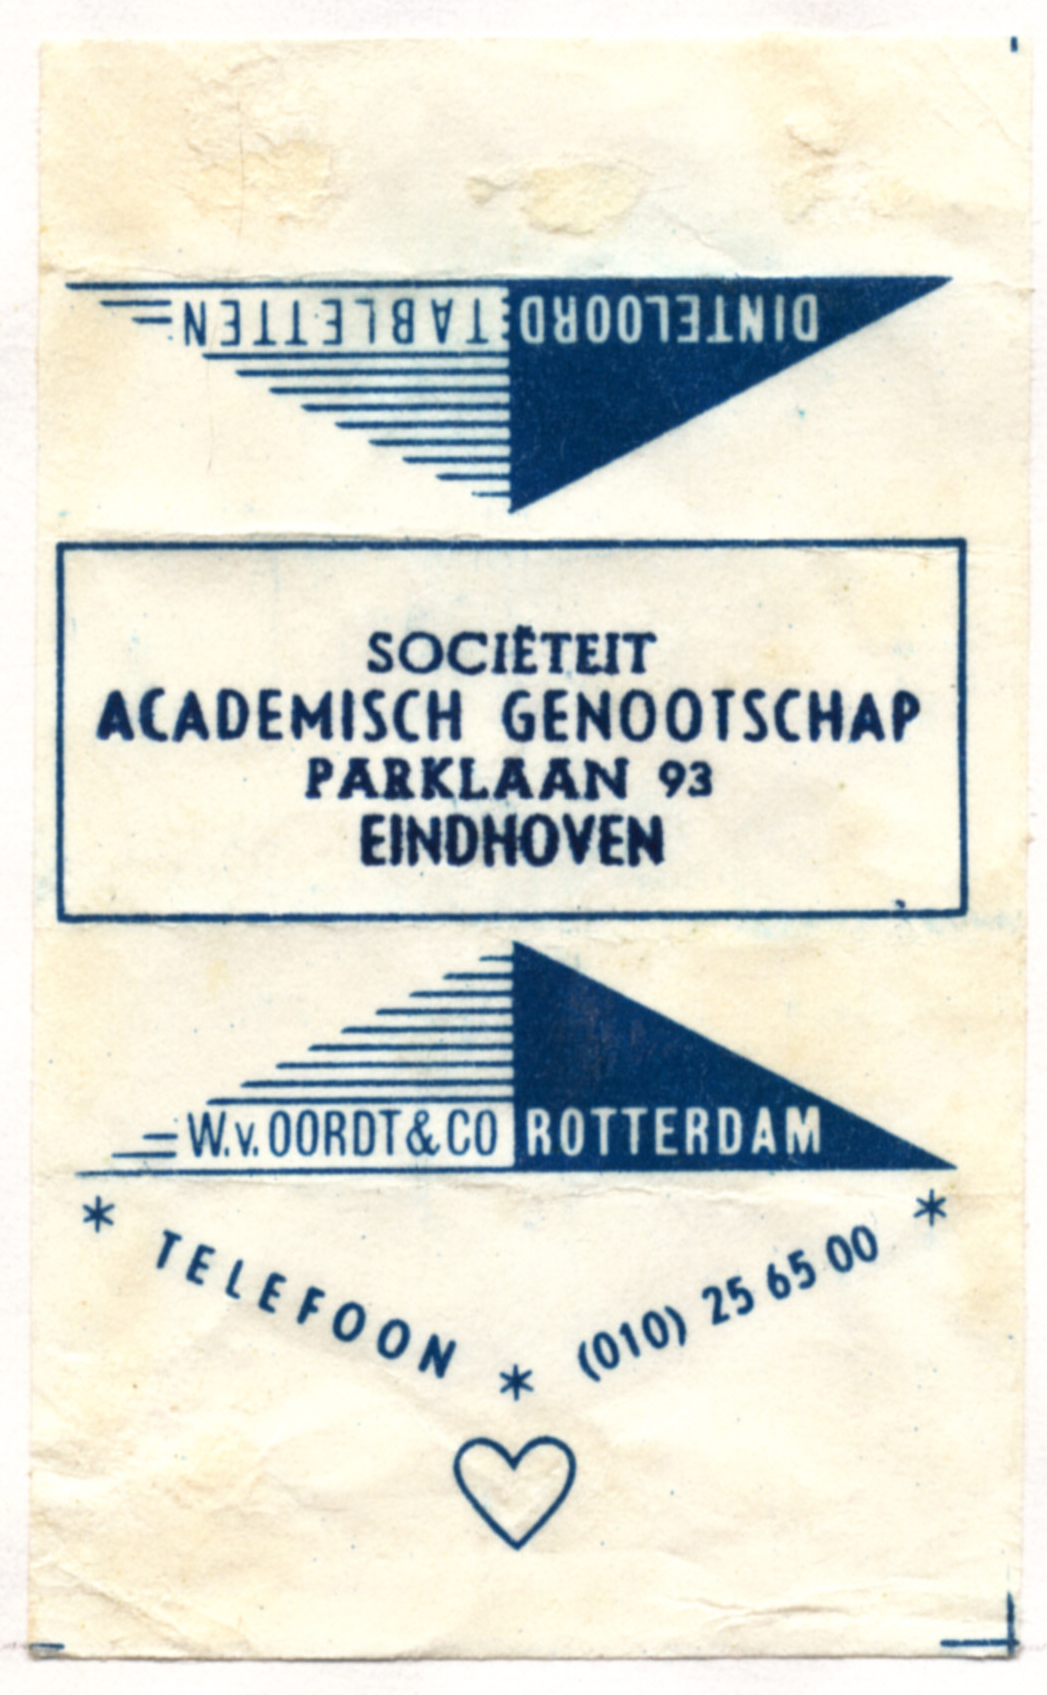 DINTELOORD TABLETTEN
SOCIËTEIT
ACADEMISCH GENOOTSCHAP
PARKLAAN 93
EINDHOVEN
W.v. OORDT & CO ROTTERDAM
* TELEFOON * (010) 25 65 00 *